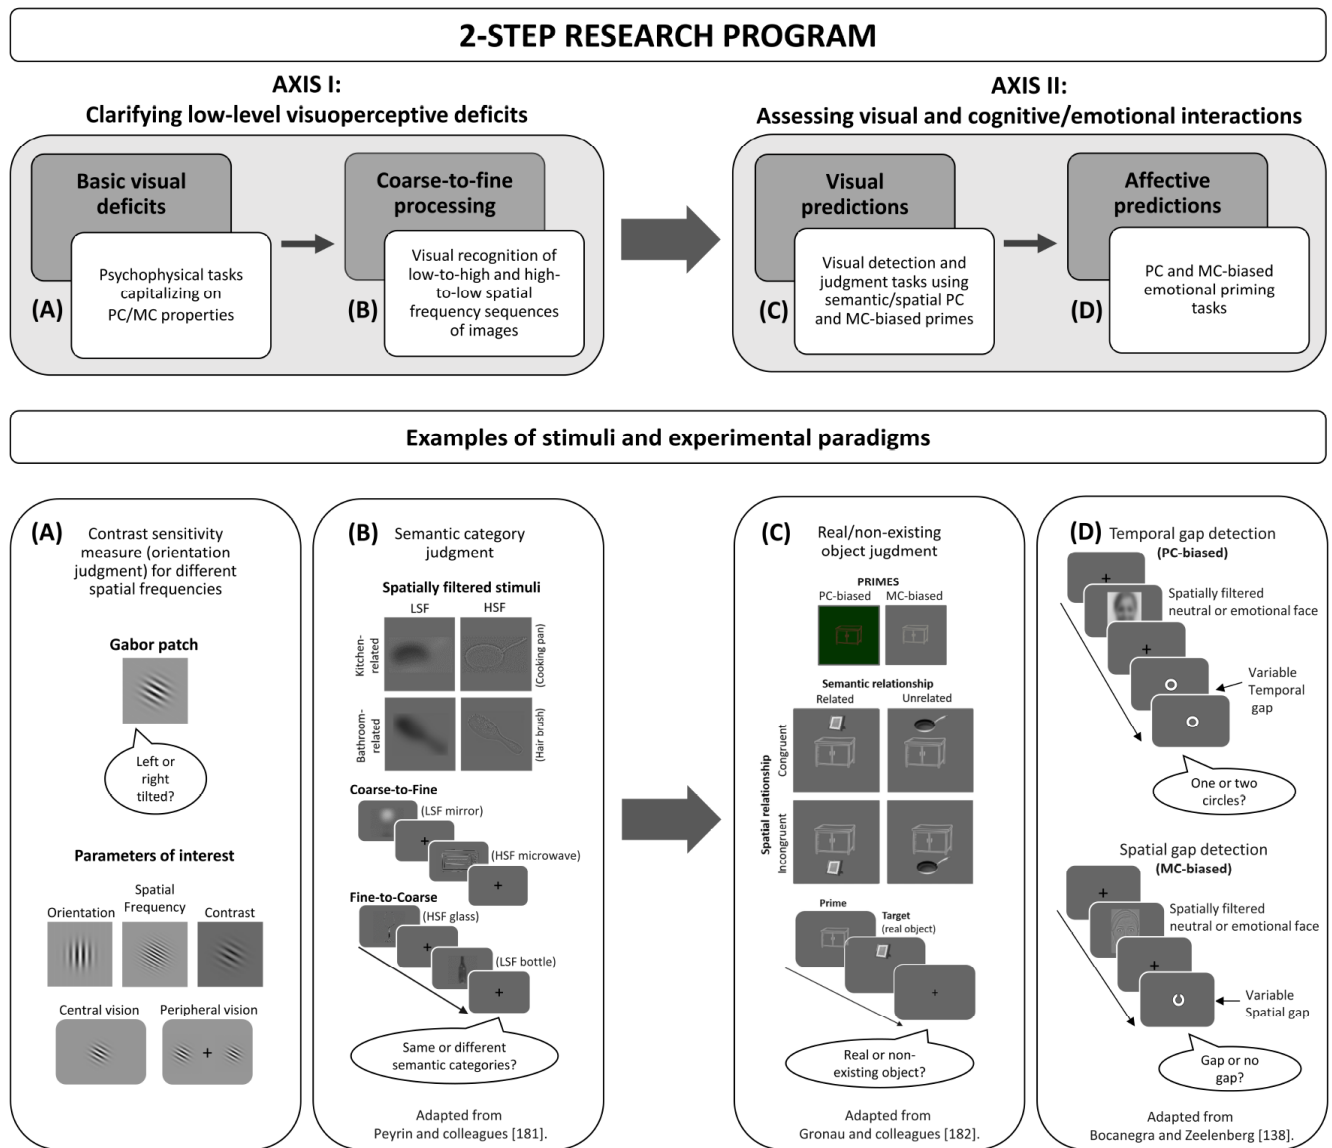 2-STEP RESEARCH PROGRAM
AXIS I:
Clarifying low-level visuoperceptive deficits
AXIS II:
Assessing visual and cognitive/emotional interactions
Basic visual
deficits
Psychophysical tasks
capitalizing on
PC/MC properties
(A)
Coarse-to-fine
processing
Visual recognition of
low-to-high and high-
to-low spatial
frequency sequences
of images
(B)
Visual
predictions
Visual detection and
judgment tasks using
semantic/spatial PC
and MC-biased primes
(C)
Affective
predictions
PC and MC-biased
emotional priming
tasks
(D)
Examples of stimuli and experimental paradigms
(A)
Contrast sensitivity
measure (orientation
judgment) for different
spatial frequencies
Gabor patch
Left or
right
tilted?
Parameters of interest
Orientation
Spatial
Frequency
Contrast
Central vision
Peripheral vision
(B)
Semantic category
judgment
Spatially filtered stimuli
LSF
HSF
Kitchen-
related
(Cooking pan)
Bathroom-
related
(Hair brush)
Coarse-to-Fine
(LSF mirror)
(HSF microwave)
Fine-to-Coarse
(HSF glass)
(LSF bottle)
Same or different
semantic categories?
Adapted from
Peyrin and colleagues [181].
(C)
Real/non-existing
object jugdment
PRIMES
PC-biased
MC-biased
Semantic relationship
Related
Unrelated
Spatial relationship
Congruent
Incongruent
Prime
Target
(real object)
Real or non-
existing object?
Adapted from
Gronau and colleagues [182].
(D)
Temporal gap detection
(PC-biased)
Spatially filtered
neutral or emotional face
Variable
Temporal
gap
One or two
circles?
Spatial gap detection
(MC-biased)
Spatially filtered
neutral or emotional face
Variable
Spatial gap
Gap or no
gap?
Adapted from
Bocanegra and Zeelenberg [138].